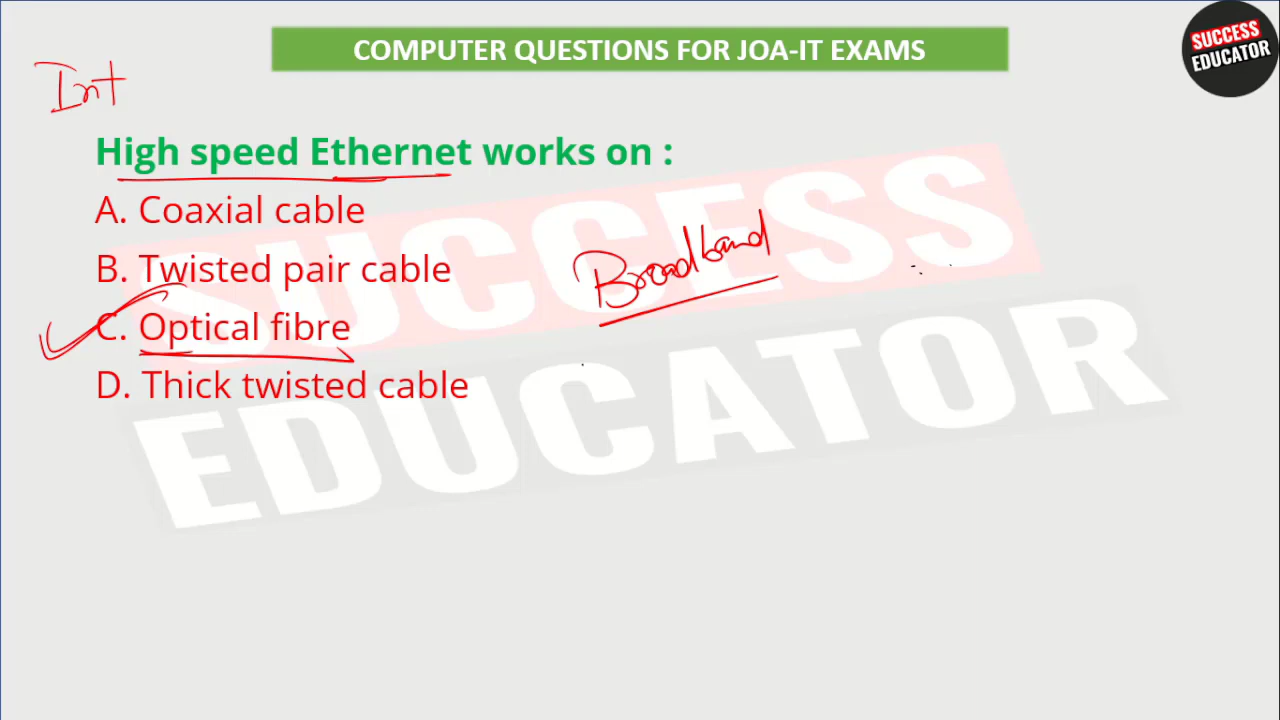 COMPUTER QUESTIONS FOR JOA-IT EXAMS
SUCCESS
EDUCATOR
Int
High speed Ethernet works on :
A. Coaxial cable
B. Twisted pair cable
Broadband
C. Optical fibre
D. Thick twisted cable
SUCCESS
EDUCATOR